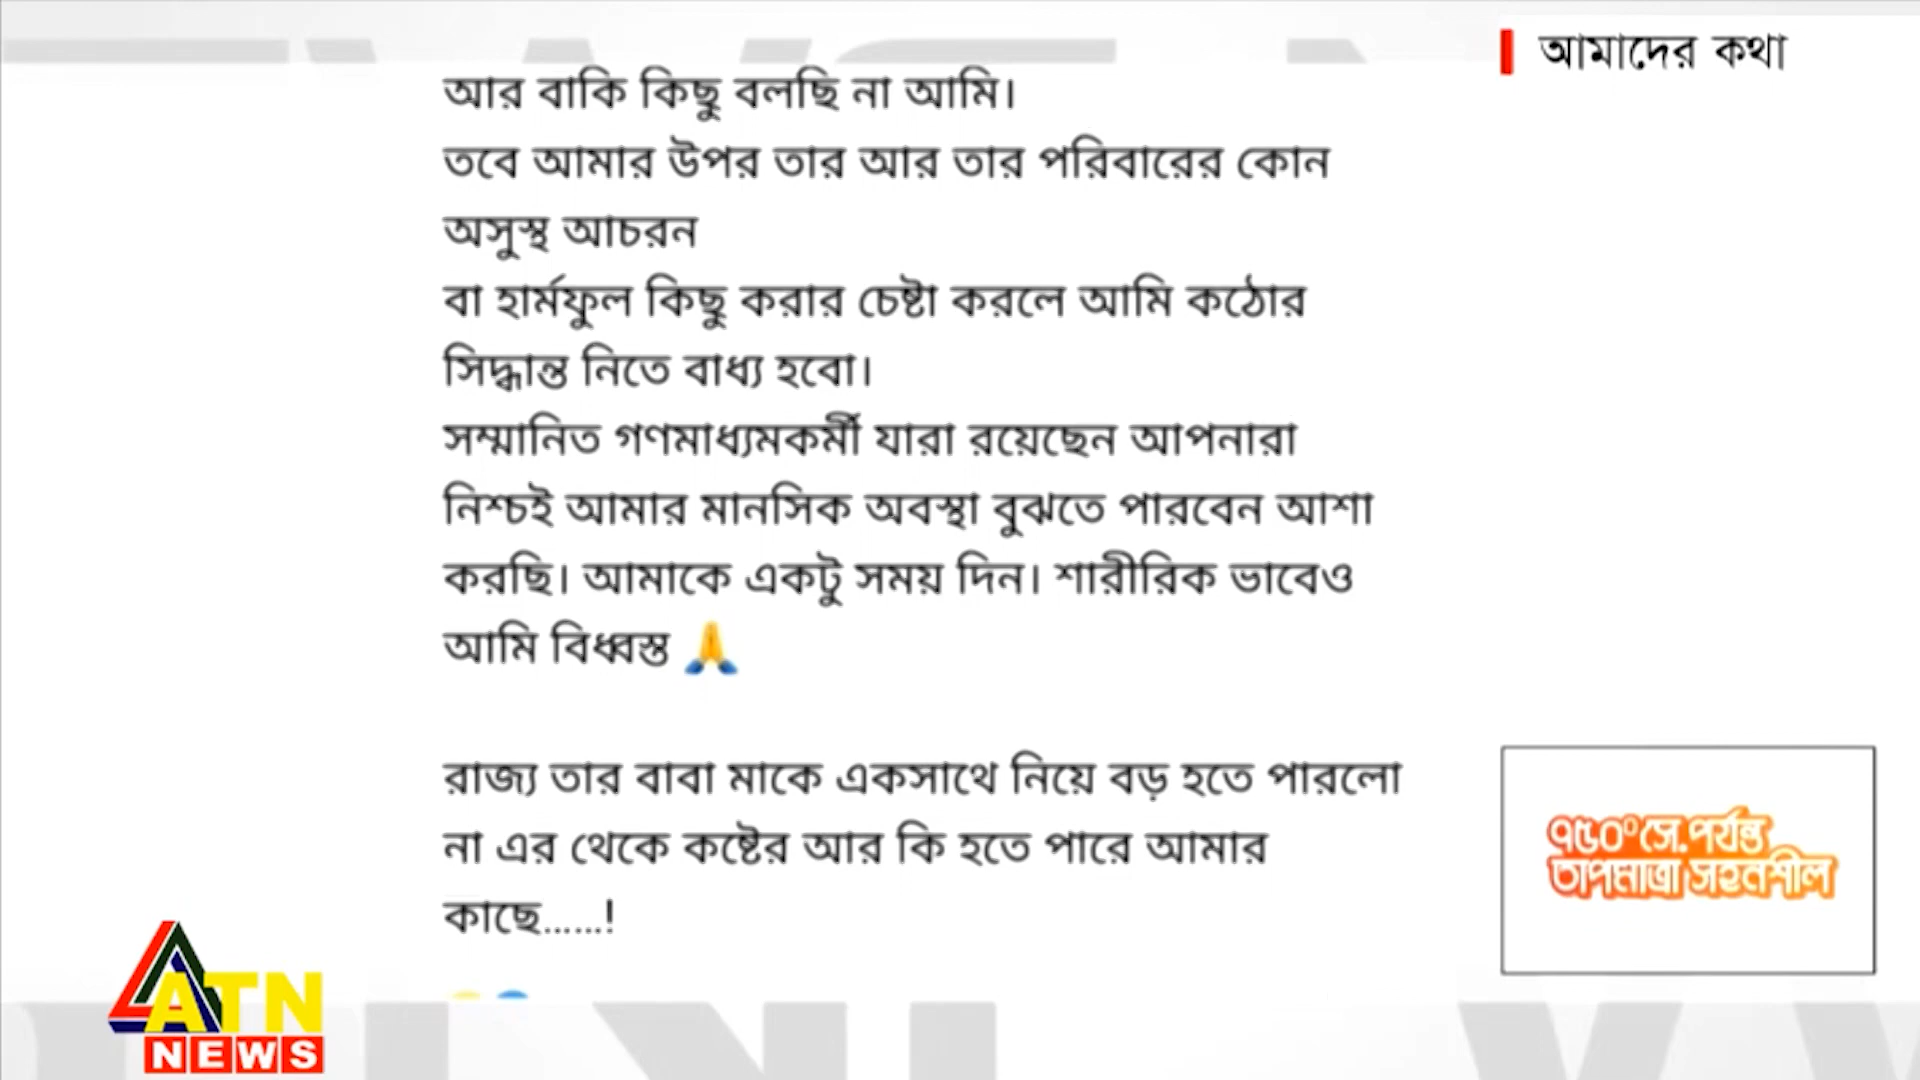 আমাদের কথা
আর বাকি কিছু বলছি না আমি।
তবে আমার উপর তার আর তার পরিবারের কোন
অসুস্থ আচরন
বা হার্মফুল কিছু করার চেষ্টা করলে আমি কঠোর
সিদ্ধান্ত নিতে বাধ্য হবো।
সম্মানিত গণমাধ্যমকর্মী যারা রয়েছেন আপনারা
নিশ্চই আমার মানসিক অবস্থা বুঝতে পারবেন আশা
করছি। আমাকে একটু সময় দিন। শারীরিক ভাবেও
আমি বিধ্বস্ত 🙏
রাজ্য তার বাবা মাকে একসাথে নিয়ে বড় হতে পারলো
না এর থেকে কষ্টের আর কি হতে পারে আমার
কাছে......!
৭৫০° সে. পর্যন্ত
তাপমাত্রা সহনশীল
ATN
NEWS